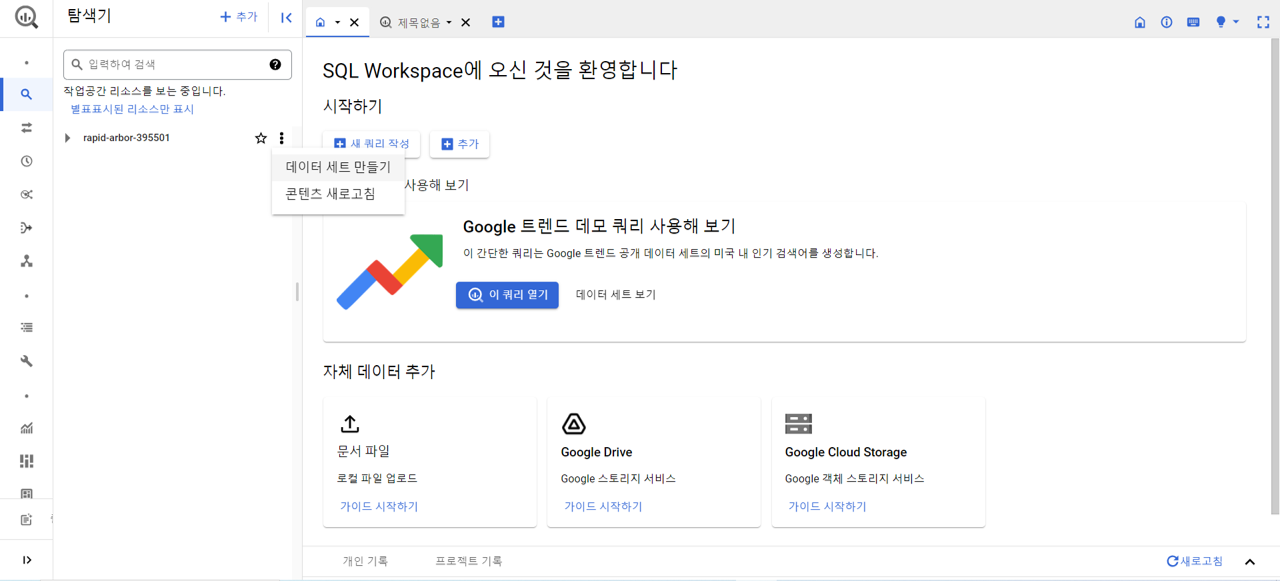 탐색기
추가
제목없음
입력하여 검색
작업공간 리소스를 보는 중입니다.
별표표시된 리소스만 표시
rapid-arbor-395501
데이터 세트 만들기
콘텐츠 새로고침
SQL Workspace에 오신 것을 환영합니다
시작하기
새 쿼리 작성
추가
사용해 보기
Google 트렌드 데모 쿼리 사용해 보기
이 간단한 쿼리는 Google 트렌드 공개 데이터 세트의 미국 내 인기 검색어를 생성합니다.
이 쿼리 열기
데이터 세트 보기
자체 데이터 추가
문서 파일
로컬 파일 업로드
가이드 시작하기
Google Drive
Google 스토리지 서비스
가이드 시작하기
Google Cloud Storage
Google 객체 스토리지 서비스
가이드 시작하기
개인 기록
프로젝트 기록
새로고침